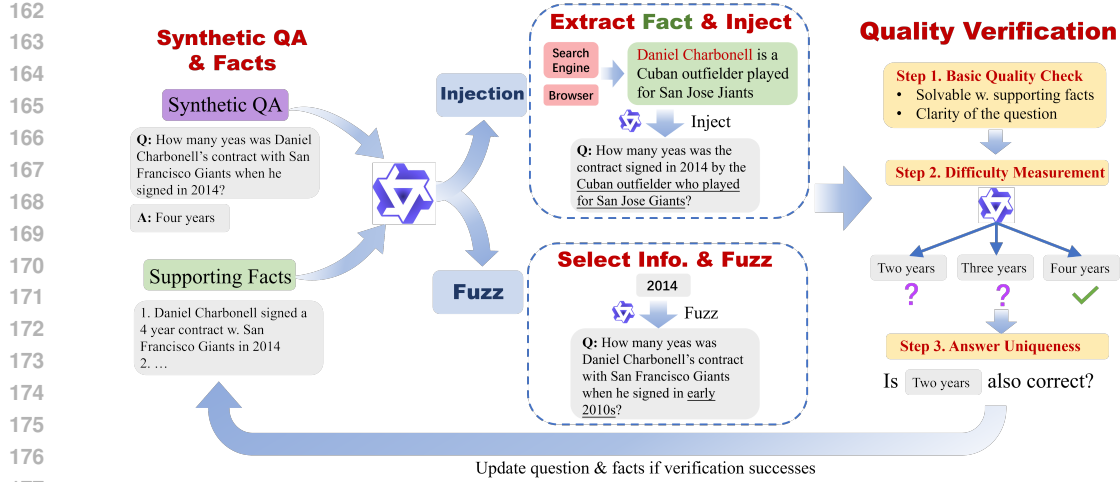 162
163
164
165
166
167
168
169
170
171
172
173
174
175
176
Synthetic QA
& Facts
Synthetic QA
Q: How many yeas was Daniel
Charbonell’s contract with San
Francisco Giants when he
signed in 2014?
A: Four years
Supporting Facts
1. Daniel Charbonell signed a
4 year contract w. San
Francisco Giants in 2014
2. …
Injection
Fuzz
Extract Fact & Inject
Search
Engine
Browser
Daniel Charbonell is a
Cuban outfielder played
for San Jose Jiants
Inject
Q: How many yeas was the
contract signed in 2014 by the
Cuban outfielder who played
for San Jose Giants?
Select Info. & Fuzz
2014
Fuzz
Q: How many yeas was
Daniel Charbonell’s contract
with San Francisco Giants
when he signed in early
2010s?
Quality Verification
Step 1. Basic Quality Check
• Solvable w. supporting facts
• Clarity of the question
Step 2. Difficulty Measurement
Two years
Three years
Four years
?
?
Step 3. Answer Uniqueness
Is Two years also correct?
Update question & facts if verification successes